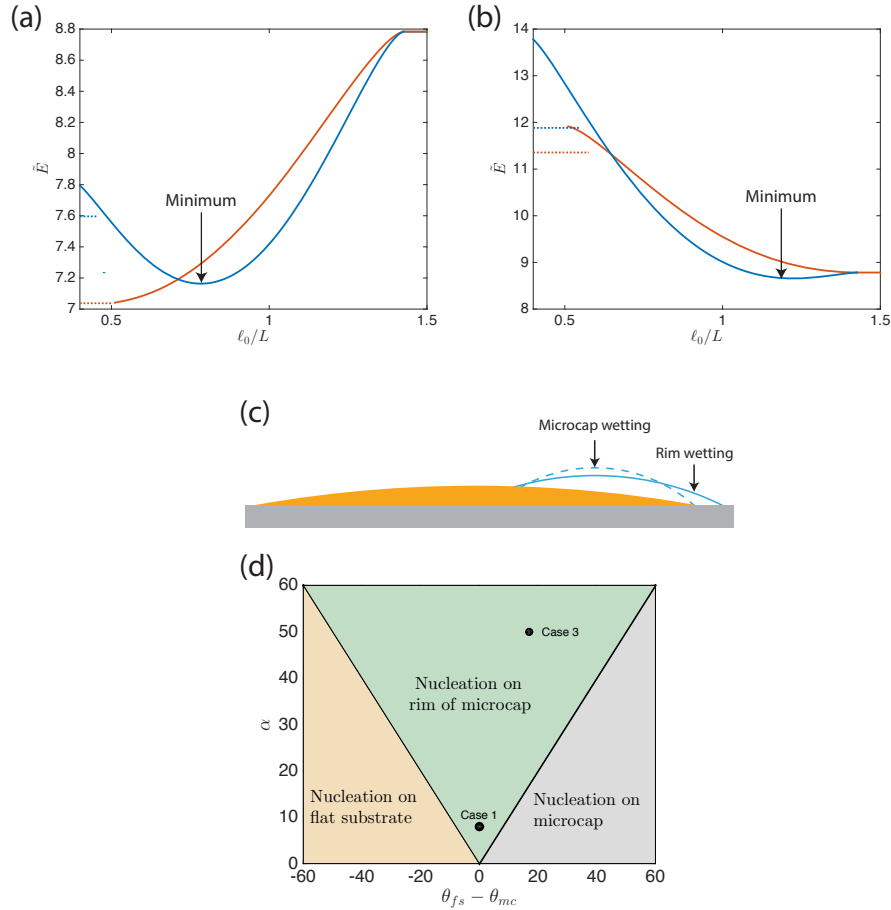 (a)
8.8
8.6
8.4
8.2
8
7.8
7.6
7.4
7.2
7
Ẽ
Minimum
0.5
1
1.5
ℓ₀/L
(b)
14
13
12
11
10
9
8
Ẽ
Minimum
0.5
1
1.5
ℓ₀/L
(c)
Microcap wetting
Rim wetting
(d)
60
50
40
30
20
10
0
α
Case 3
Nucleation on
rim of microcap
Nucleation on
flat substrate
Case 1
Nucleation on
microcap
-60
-40
-20
0
20
40
60
θ_fs − θ_mc